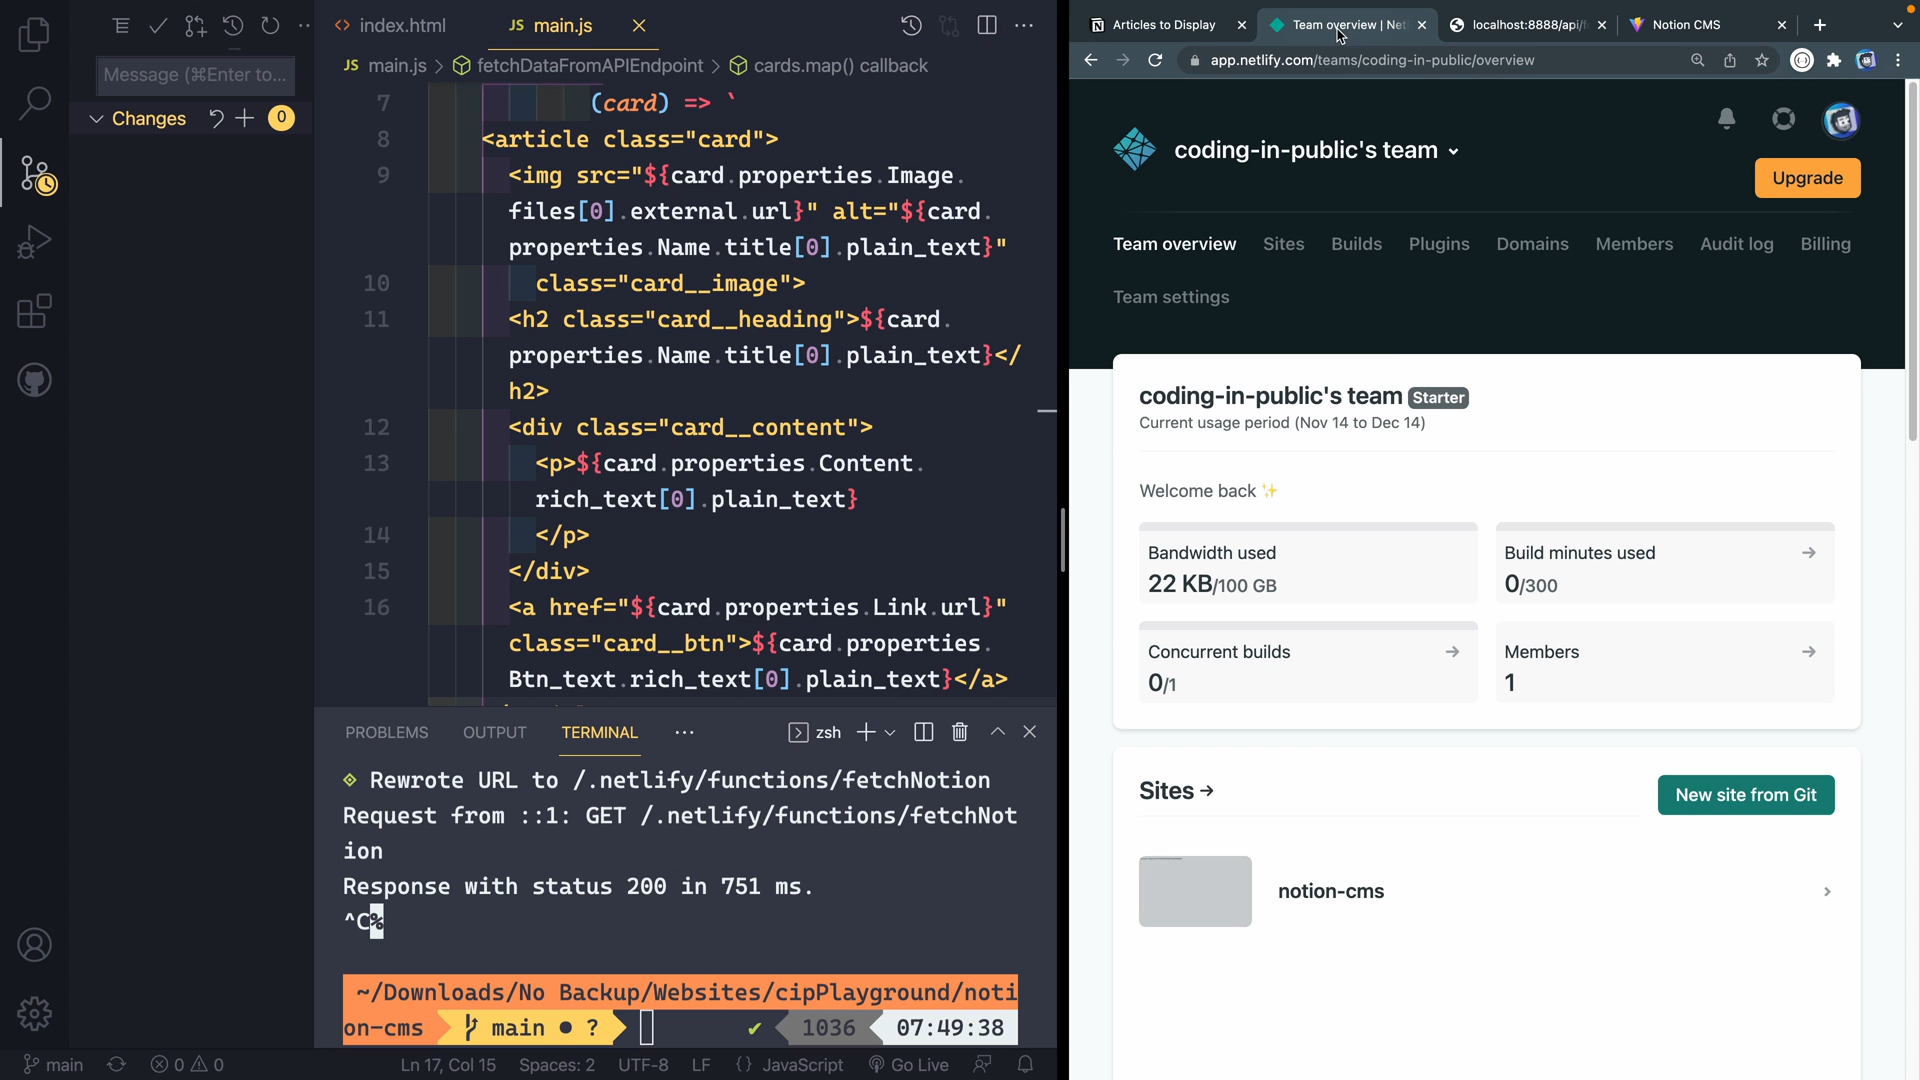 Message (⌘Enter to...
Changes
0
index.html
JS main.js
JS main.js > fetchDataFromAPIEndpoint > cards.map() callback
7 (card) => `
8 <article class="card">
9 <img src="${card.properties.Image.
files[0].external.url}" alt="${card.
properties.Name.title[0].plain_text}"
10 class="card__image">
11 <h2 class="card__heading">${card.
properties.Name.title[0].plain_text}</
h2>
12 <div class="card__content">
13 <p>${card.properties.Content.
rich_text[0].plain_text}
14 </p>
15 </div>
16 <a href="${card.properties.Link.url}"
class="card__btn">${card.properties.
Btn_text.rich_text[0].plain_text}</a>
PROBLEMS OUTPUT TERMINAL ... zsh
Rewrote URL to /.netlify/functions/fetchNotion
Request from ::1: GET /.netlify/functions/fetchNot
ion
Response with status 200 in 751 ms.
^C%
~/Downloads/No Backup/Websites/cipPlayground/noti
on-cms main ● ? ✔ 1036 07:49:38
main 0 0 Ln 17, Col 15 Spaces: 2 UTF-8 LF {} JavaScript Go Live
Articles to Display
Team overview | Net
localhost:8888/api/f
Notion CMS
app.netlify.com/teams/coding-in-public/overview
coding-in-public's team
Upgrade
Team overview Sites Builds Plugins Domains Members Audit log Billing
Team settings
coding-in-public's team Starter
Current usage period (Nov 14 to Dec 14)
Welcome back ✨
Bandwidth used
22 KB/100 GB
Build minutes used →
0/300
Concurrent builds →
0/1
Members →
1
Sites →
New site from Git
notion-cms